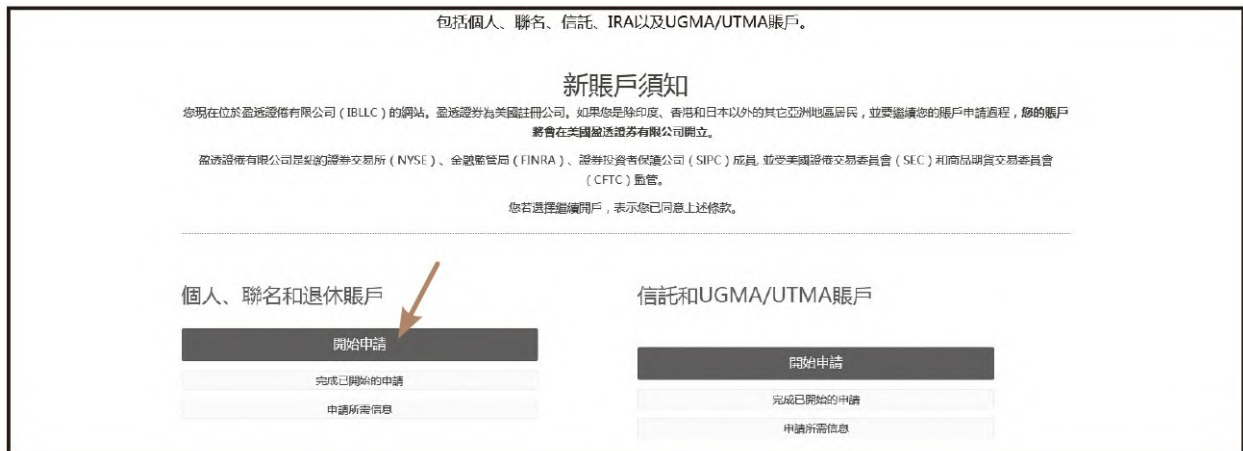 包括個人、聯名、信託、IRA以及UGMA/UTMA賬戶。
新賬戶須知
您現在位於盈透證券有限公司（IBLLC）的網站。盈透證券為美國註冊公司。如果您是除印度、香港和日本以外的其它亞洲地區居民，並要繼續您的賬戶申請過程，您的賬戶
將會在美國盈透證券有限公司開立。
盈透證券有限公司是紐約證券交易所（NYSE）、金融監管局（FINRA）、證券投資者保護公司（SIPC）成員,並受美國證券交易委員會（SEC）和商品期貨交易委員會
（CFTC）監管。
您若選擇繼續開戶，表示您已同意上述條款。
個人、聯名和退休賬戶
開始申請
完成已開始的申請
申請所需信息
信託和UGMA/UTMA賬戶
開始申請
完成已開始的申請
申請所需信息